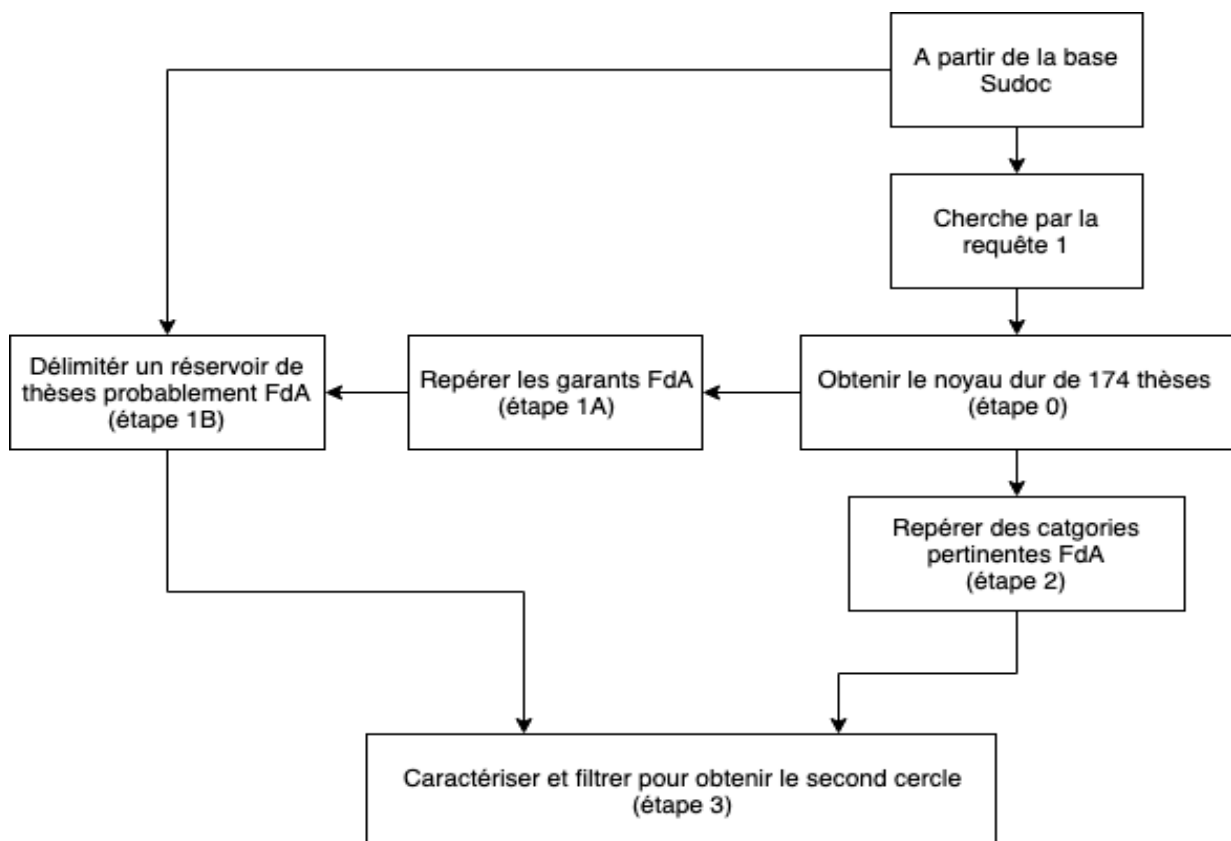 A partir de la base
Sudoc
Cherche par la
requête 1
Délimitér un réservoir de
thèses probablement FdA
(étape 1B)
Repérer les garants FdA
(étape 1A)
Obtenir le noyau dur de 174 thèses
(étape 0)
Repérer des catgories
pertinentes FdA
(étape 2)
Caractériser et filtrer pour obtenir le second cercle
(étape 3)